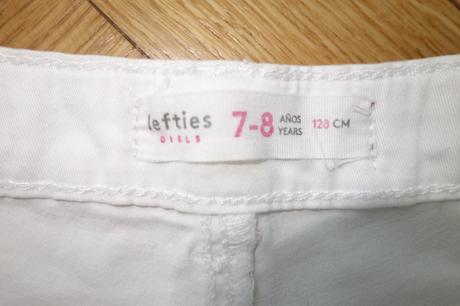 lefties
GIRLS
7-8
AÑOS
YEARS
128 CM